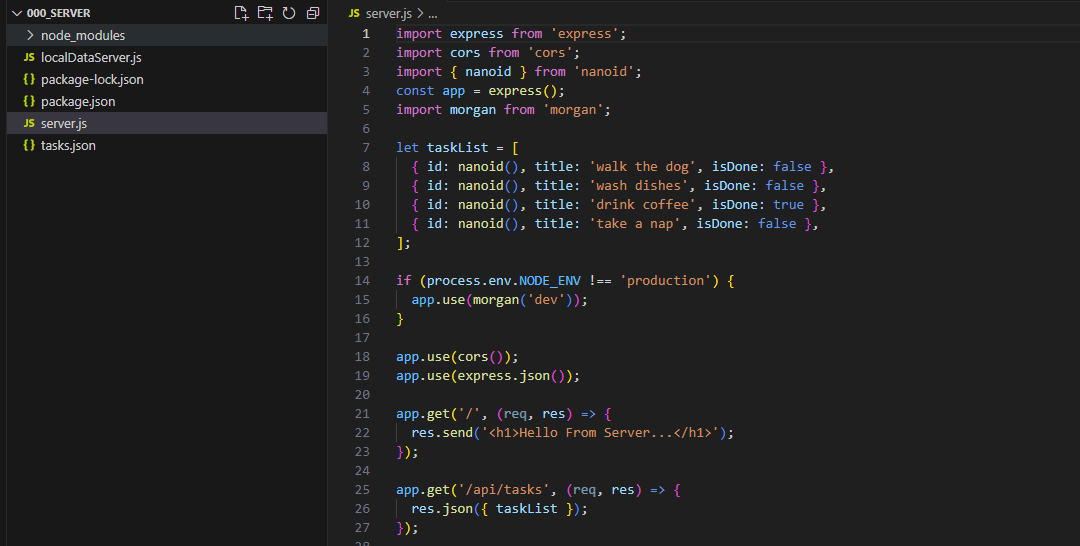 000_SERVER
node_modules
JS localDataServer.js
{} package-lock.json
{} package.json
JS server.js
{} tasks.json
JS server.js > ...
1 import express from 'express';
2 import cors from 'cors';
3 import { nanoid } from 'nanoid';
4 const app = express();
5 import morgan from 'morgan';
6
7 let taskList = [
8 { id: nanoid(), title: 'walk the dog', isDone: false },
9 { id: nanoid(), title: 'wash dishes', isDone: false },
10 { id: nanoid(), title: 'drink coffee', isDone: true },
11 { id: nanoid(), title: 'take a nap', isDone: false },
12 ];
13
14 if (process.env.NODE_ENV !== 'production') {
15 app.use(morgan('dev'));
16 }
17
18 app.use(cors());
19 app.use(express.json());
20
21 app.get('/', (req, res) => {
22 res.send('<h1>Hello From Server...</h1>');
23 });
24
25 app.get('/api/tasks', (req, res) => {
26 res.json({ taskList });
27 });
28